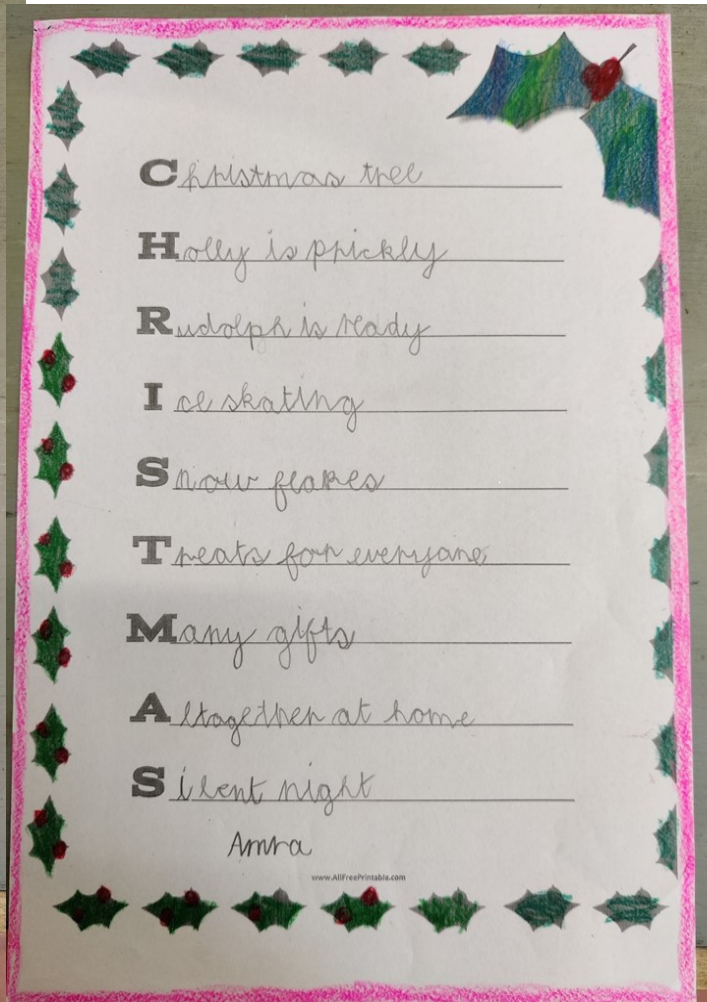 Christmas tree
Holly is prickly
Rudolph is ready
Ice skating
Snow flakes
Treats for everyone
Many gifts
Altogether at home
Silent night
Amra
www.AllFreePrintable.com